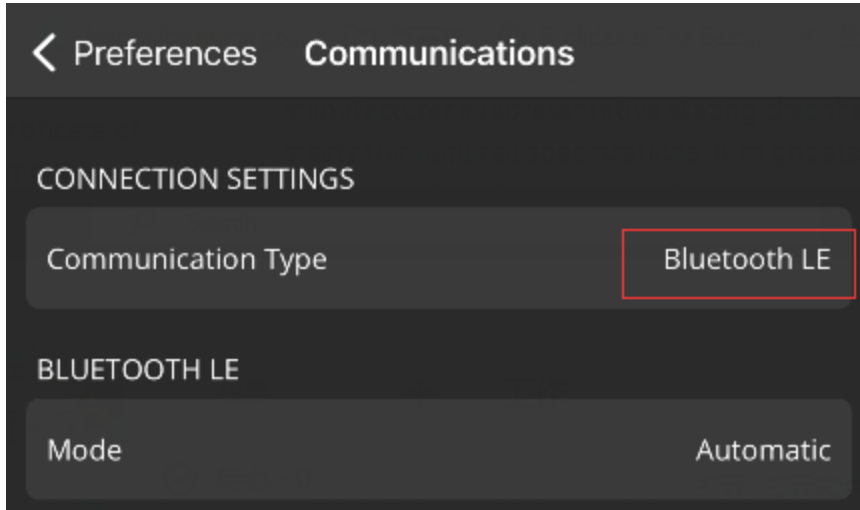 Preferences Communications
CONNECTION SETTINGS
Communication Type Bluetooth LE
BLUETOOTH LE
Mode Automatic